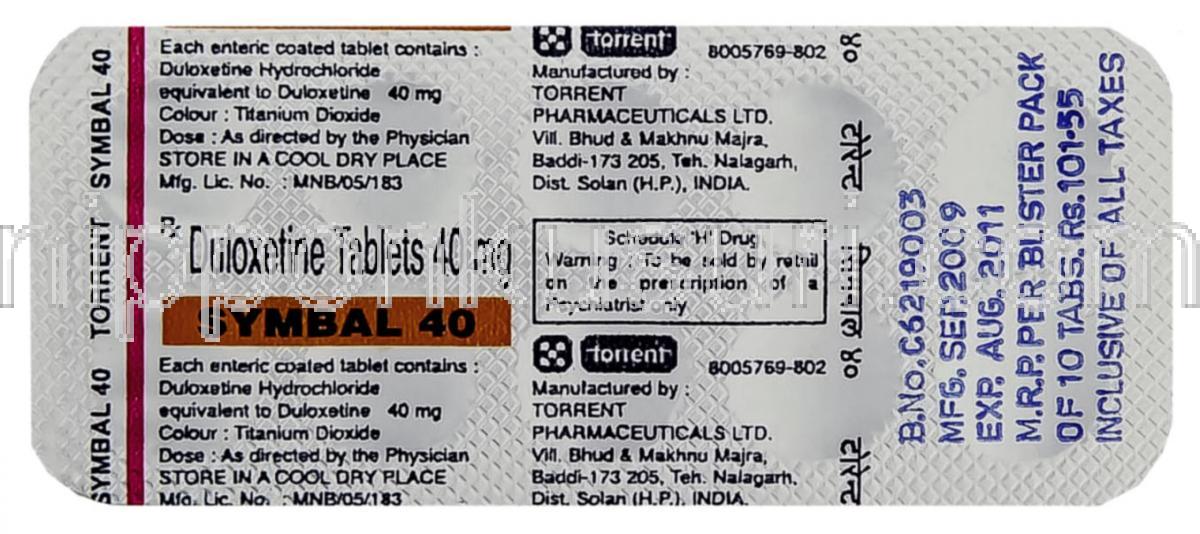 SYMBAL 40
TORRENT
SYMBAL 40
Each enteric coated tablet contains :
Duloxetine Hydrochloride
equivalent to Duloxetine 40 mg
Colour : Titanium Dioxide
Dose : As directed by the Physician
STORE IN A COOL DRY PLACE
Mfg. Lic. No. : MNB/05/183
Rx Duloxetine Tablets 40 mg
SYMBAL 40
Each enteric coated tablet contains :
Duloxetine Hydrochloride
equivalent to Duloxetine 40 mg
Colour : Titanium Dioxide
Dose : As directed by the Physician
STORE IN A COOL DRY PLACE
Mfg. Lic. No. : MNB/05/183
torrent
8005769-802
Manufactured by :
TORRENT
PHARMACEUTICALS LTD.
Vill. Bhud & Makhnu Majra,
Baddi-173 205, Teh. Nalagarh,
Dist. Solan (H.P.), INDIA.
Schedule 'H' Drug
Warning : To be sold by retail
on the prescription of a
Psychiatrist only
torrent
8005769-802
Manufactured by :
TORRENT
PHARMACEUTICALS LTD.
Vill. Bhud & Makhnu Majra,
Baddi-173 205, Teh. Nalagarh,
Dist. Solan (H.P.), INDIA.
B.No. C6219003
MFG. SEP. 2009
EXP. AUG. 2011
M.R.P. PER BLISTER PACK
OF 10 TABS. Rs.101.55
INCLUSIVE OF ALL TAXES